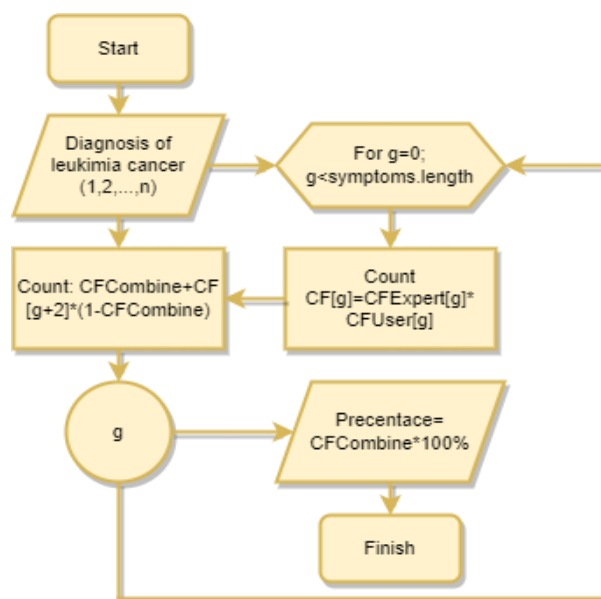 Start
Diagnosis of
leukimia cancer
(1,2,...,n)
For g=0;
g<symptoms.length
Count: CFCombine+CF
[g+2]*(1-CFCombine)
Count
CF[g]=CFExpert[g]*
CFUser[g]
g
Precentace=
CFCombine*100%
Finish